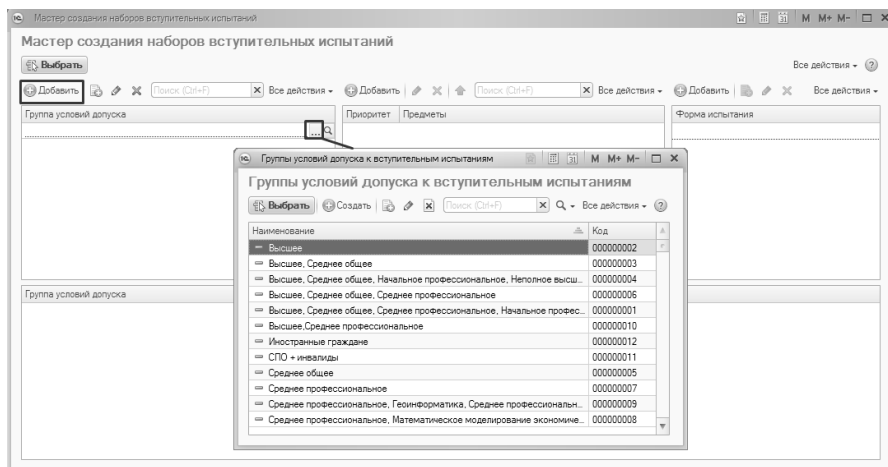 Мастер создания наборов вступительных испытаний M M+ M-
Мастер создания наборов вступительных испытаний
Выбрать Все действия
Добавить Поиск (Ctrl+F) Все действия Добавить Поиск (Ctrl+F) Все действия Добавить Все действия
Группа условий допуска Приоритет Предметы Форма испытания
...
Группы условий допуска к вступительным испытаниям M M+ M-
Группы условий допуска к вступительным испытаниям
Выбрать Создать Поиск (Ctrl+F) Все действия
Наименование Код
Высшее 000000002
Высшее, Среднее общее 000000003
Высшее, Среднее общее, Начальное профессиональное, Неполное высш... 000000004
Высшее, Среднее общее, Среднее профессиональное 000000006
Высшее, Среднее общее, Среднее профессиональное, Начальное профес... 000000001
Высшее,Среднее профессиональное 000000010
Иностранные граждане 000000012
СПО + инвалиды 000000011
Среднее общее 000000005
Среднее профессиональное 000000007
Среднее профессиональное, Геоинформатика, Среднее профессиональн... 000000009
Среднее профессиональное, Математическое моделирование экономиче... 000000008
Группа условий допуска